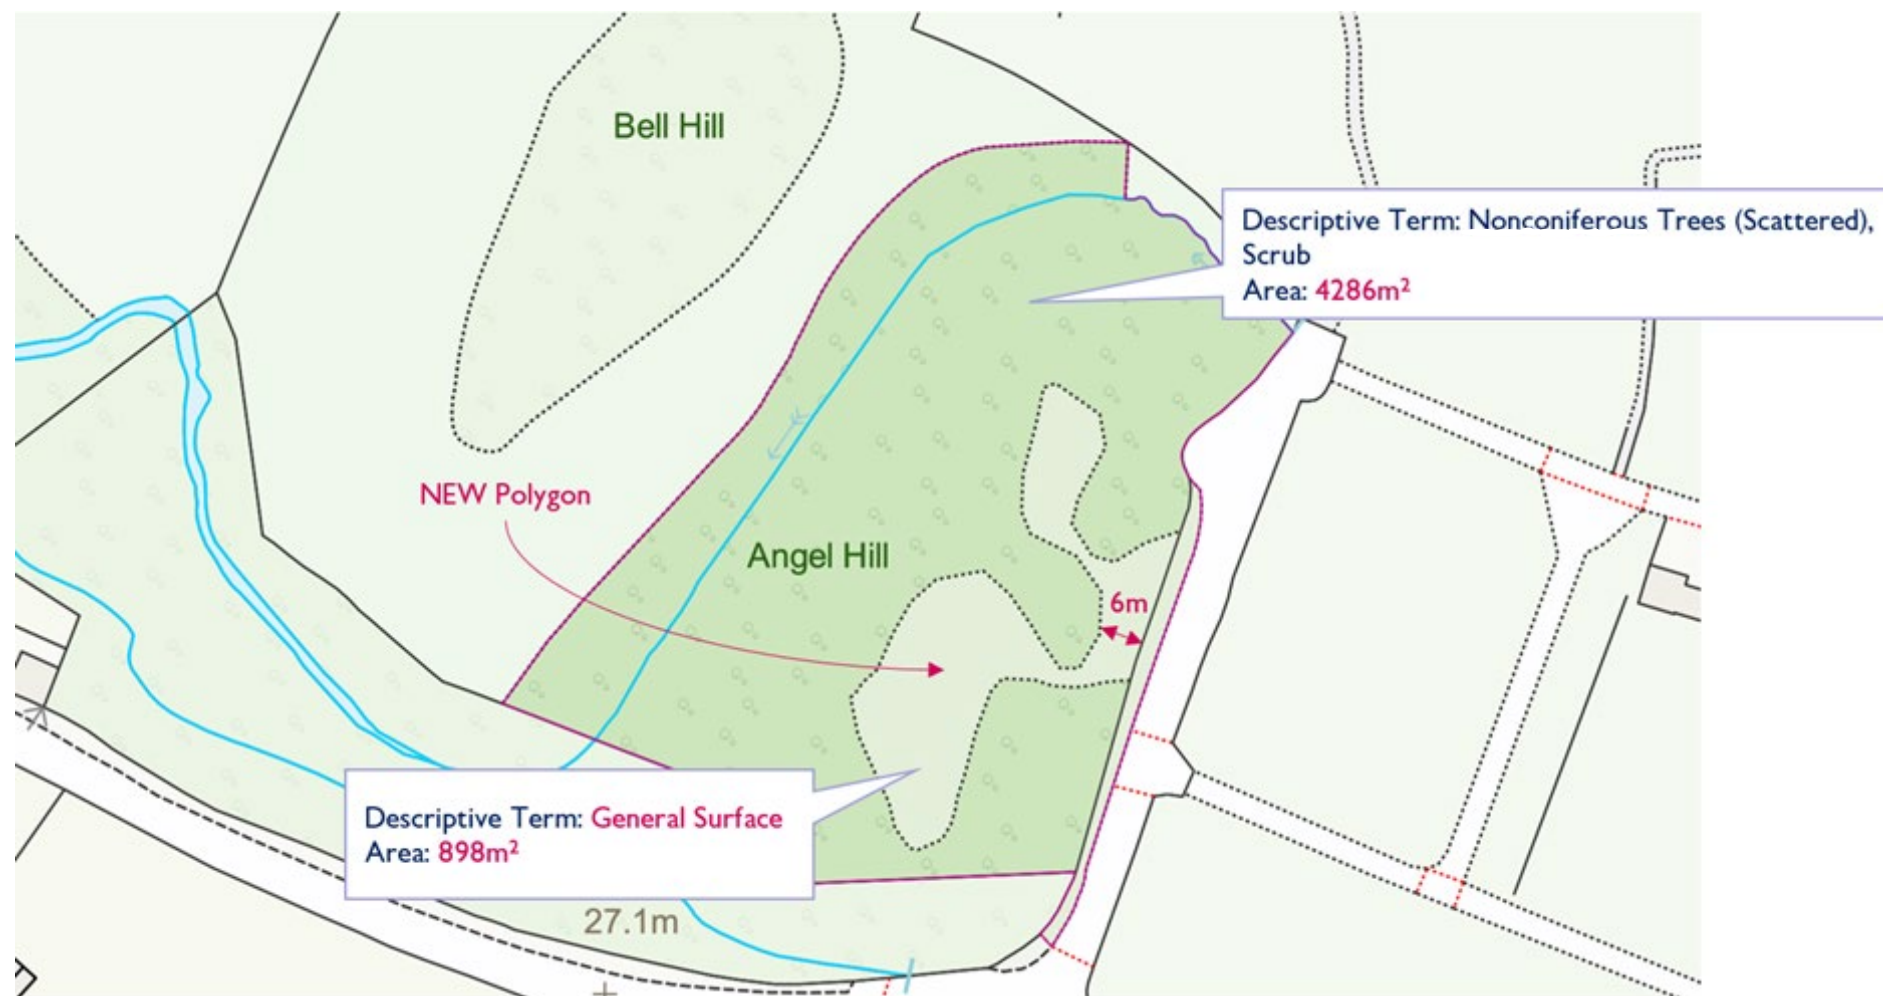 Bell Hill
Descriptive Term: Nonconiferous Trees (Scattered),
Scrub
Area: 4286m²
NEW Polygon
Angel Hill
6m
Descriptive Term: General Surface
Area: 898m²
27.1m